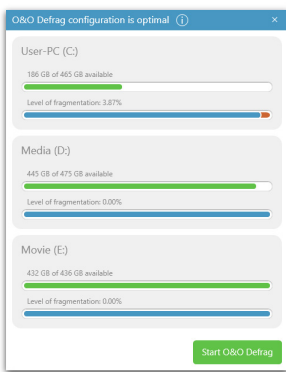 O&O Defrag configuration is optimal
User-PC (C:)
186 GB of 465 GB available
Level of fragmentation: 3.87%
Media (D:)
445 GB of 475 GB available
Level of fragmentation: 0.00%
Movie (E:)
432 GB of 436 GB available
Level of fragmentation: 0.00%
Start O&O Defrag